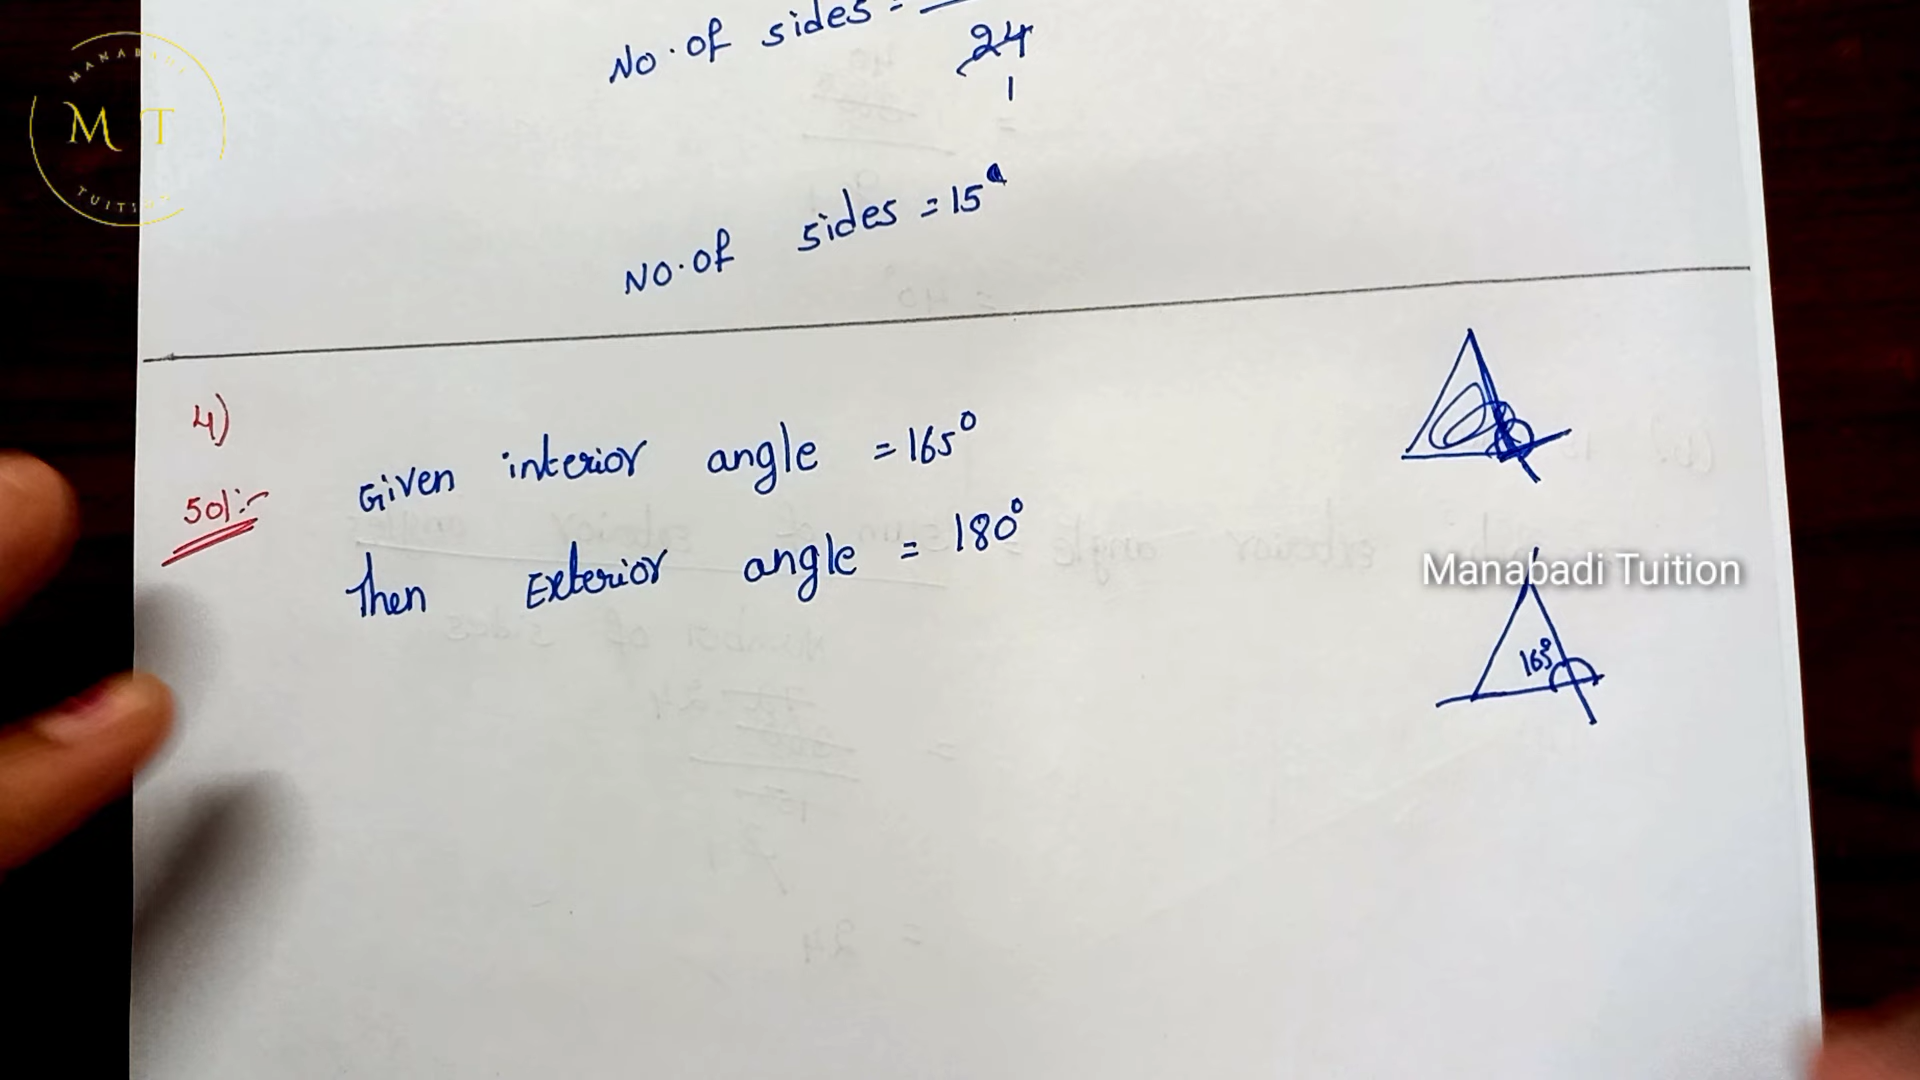 No. of sides =
24
1
No. of sides = 15
4)
Sol:-
Given interior angle = 165°
Then Exterior angle = 180°
165°
Manabadi Tuition
M T